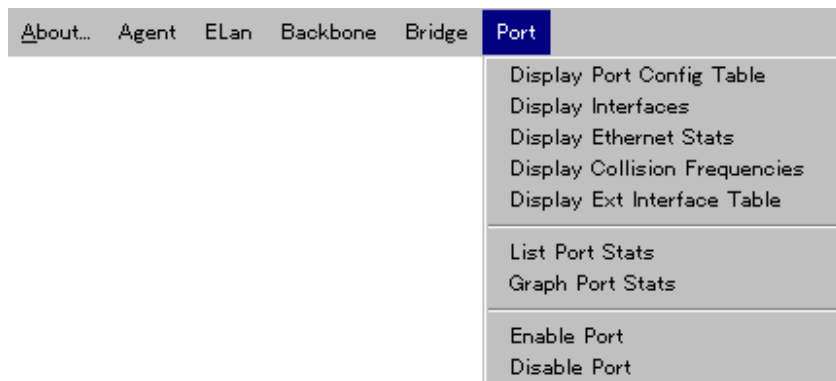 About... Agent ELan Backbone Bridge Port
Display Port Config Table
Display Interfaces
Display Ethernet Stats
Display Collision Frequencies
Display Ext Interface Table
List Port Stats
Graph Port Stats
Enable Port
Disable Port